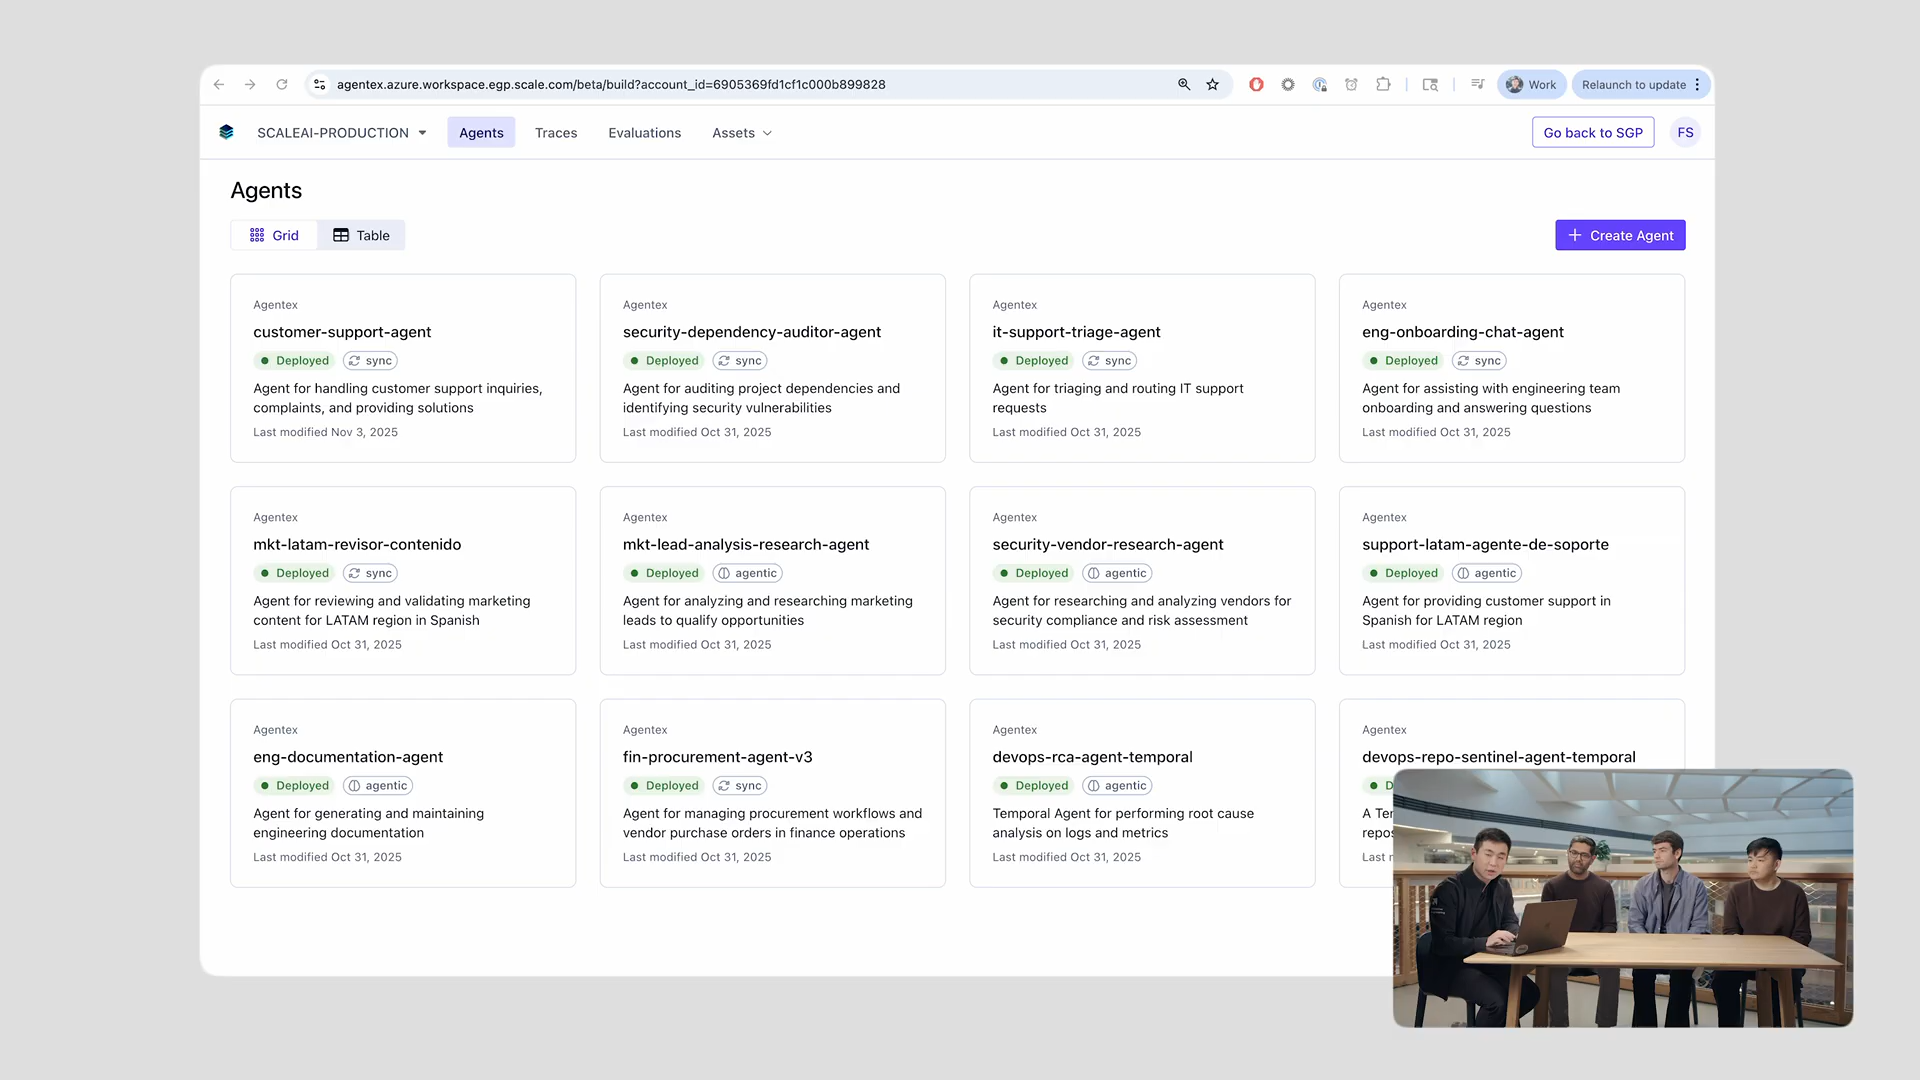 agentex.azure.workspace.egp.scale.com/beta/build?account_id=6905369fd1cf1c000b899828
Work
Relaunch to update
SCALEAI-PRODUCTION
Agents
Traces
Evaluations
Assets
Go back to SGP
FS
Agents
Grid
Table
+ Create Agent
Agentex
customer-support-agent
Deployed
sync
Agent for handling customer support inquiries,
complaints, and providing solutions
Last modified Nov 3, 2025
Agentex
security-dependency-auditor-agent
Deployed
sync
Agent for auditing project dependencies and
identifying security vulnerabilities
Last modified Oct 31, 2025
Agentex
it-support-triage-agent
Deployed
sync
Agent for triaging and routing IT support
requests
Last modified Oct 31, 2025
Agentex
eng-onboarding-chat-agent
Deployed
sync
Agent for assisting with engineering team
onboarding and answering questions
Last modified Oct 31, 2025
Agentex
mkt-latam-revisor-contenido
Deployed
sync
Agent for reviewing and validating marketing
content for LATAM region in Spanish
Last modified Oct 31, 2025
Agentex
mkt-lead-analysis-research-agent
Deployed
agentic
Agent for analyzing and researching marketing
leads to qualify opportunities
Last modified Oct 31, 2025
Agentex
security-vendor-research-agent
Deployed
agentic
Agent for researching and analyzing vendors for
security compliance and risk assessment
Last modified Oct 31, 2025
Agentex
support-latam-agente-de-soporte
Deployed
agentic
Agent for providing customer support in
Spanish for LATAM region
Last modified Oct 31, 2025
Agentex
eng-documentation-agent
Deployed
agentic
Agent for generating and maintaining
engineering documentation
Last modified Oct 31, 2025
Agentex
fin-procurement-agent-v3
Deployed
sync
Agent for managing procurement workflows and
vendor purchase orders in finance operations
Last modified Oct 31, 2025
Agentex
devops-rca-agent-temporal
Deployed
agentic
Temporal Agent for performing root cause
analysis on logs and metrics
Last modified Oct 31, 2025
Agentex
devops-repo-sentinel-agent-temporal
A